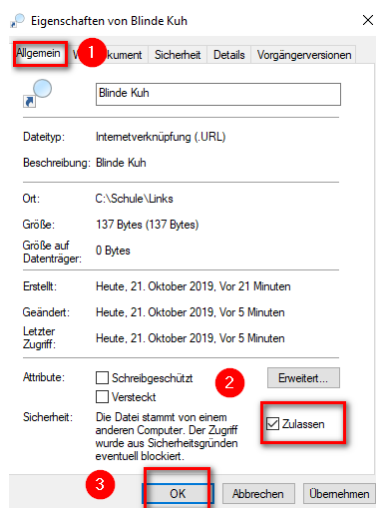 Eigenschaften von Blinde Kuh
Allgemein 1 kument Sicherheit Details Vorgängerversionen
Blinde Kuh
Dateityp: Internetverknüpfung (.URL)
Beschreibung: Blinde Kuh
Ort: C:\Schule\Links
Größe: 137 Bytes (137 Bytes)
Größe auf
Datenträger: 0 Bytes
Erstellt: Heute, 21. Oktober 2019, Vor 21 Minuten
Geändert: Heute, 21. Oktober 2019, Vor 5 Minuten
Letzter
Zugriff: Heute, 21. Oktober 2019, Vor 5 Minuten
Attribute: Schreibgeschützt 2 Erweitert...
Versteckt
Sicherheit: Die Datei stammt von einem
anderen Computer. Der Zugriff
wurde aus Sicherheitsgründen
eventuell blockiert.
Zulassen
3 OK Abbrechen Übernehmen